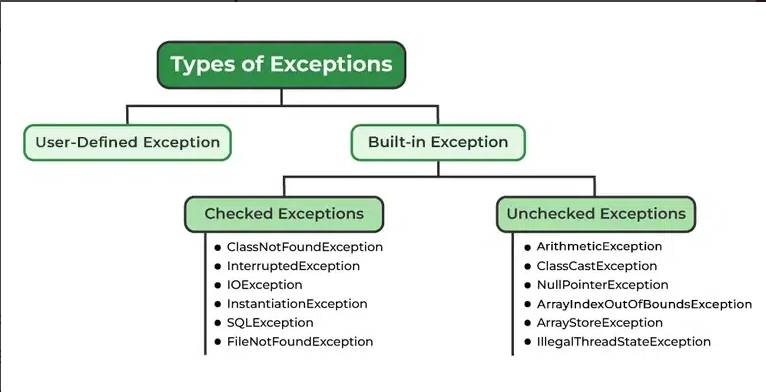 Types of Exceptions
User-Defined Exception
Built-in Exception
Checked Exceptions
ClassNotFoundException
InterruptedException
IOException
InstantiationException
SQLException
FileNotFoundException
Unchecked Exceptions
ArithmeticException
ClassCastException
NullPointerException
ArrayIndexOutOfBoundsException
ArrayStoreException
IllegalThreadStateException